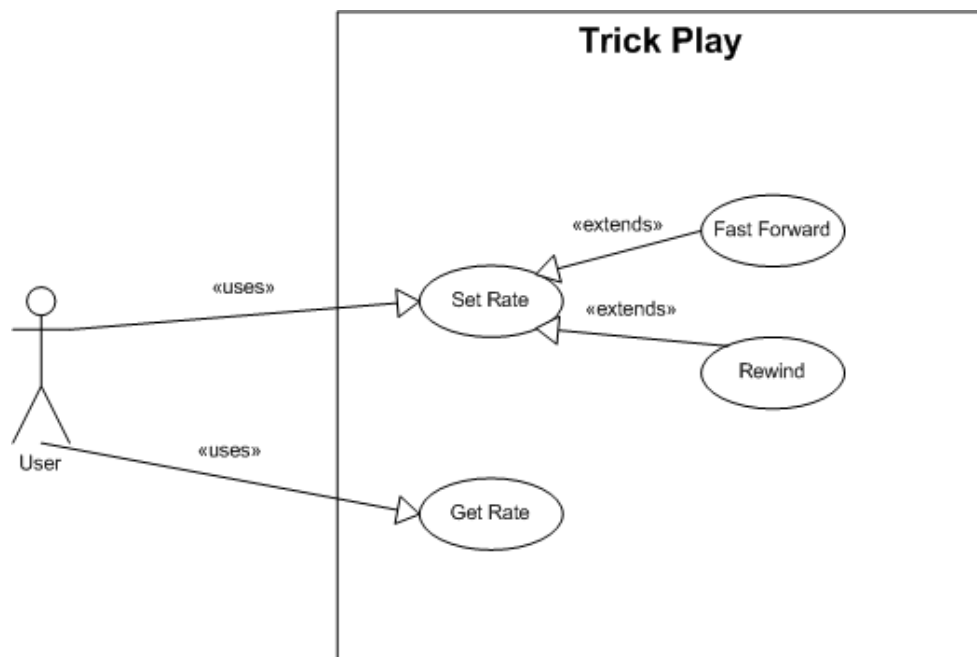 Trick Play
«extends»
Fast Forward
«uses»
Set Rate
«extends»
Rewind
«uses»
User
Get Rate